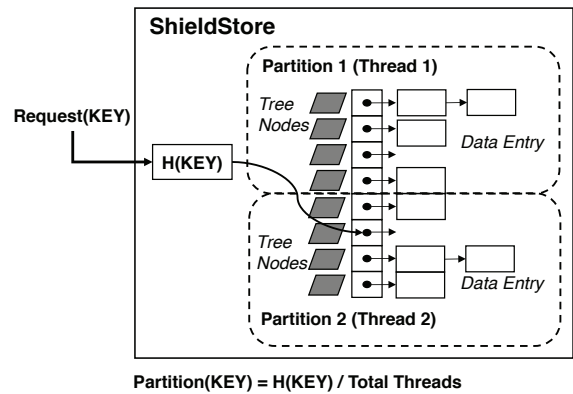 ShieldStore
Partition 1 (Thread 1)
Tree
Nodes
Data Entry
Request(KEY)
H(KEY)
Tree
Nodes
Data Entry
Partition 2 (Thread 2)
Partition(KEY) = H(KEY) / Total Threads